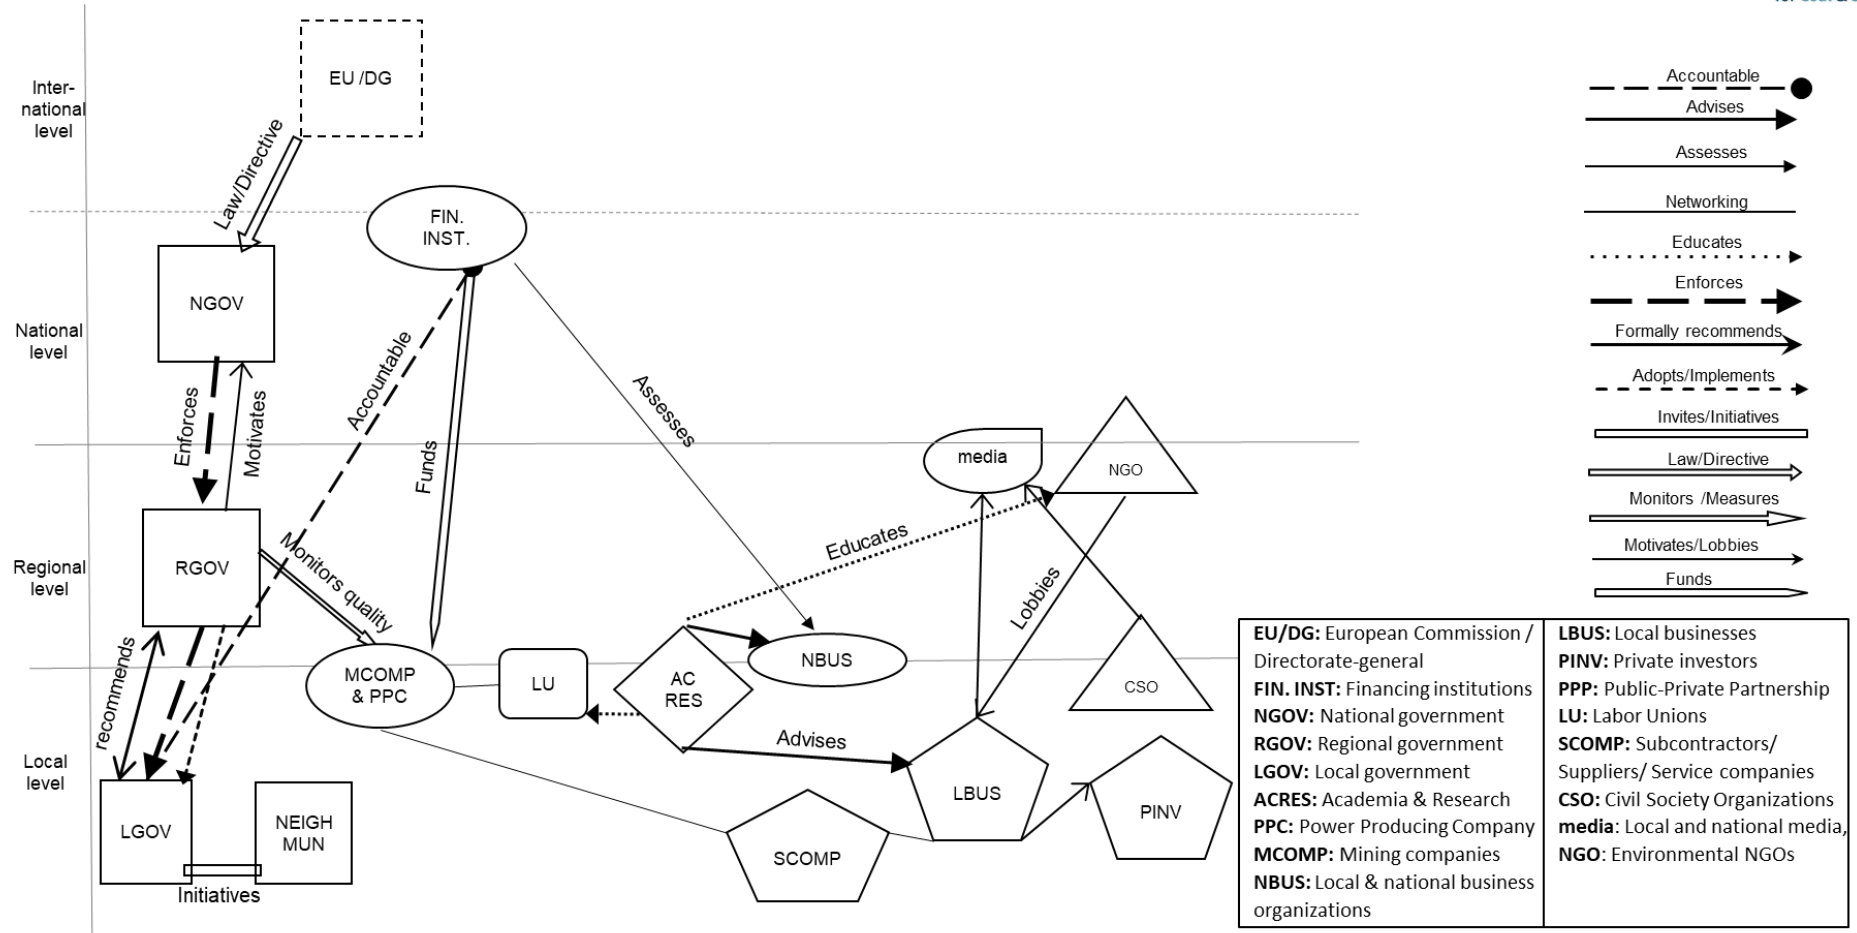 EU /DG
Inter-
national
level
Law/Directive
FIN.
INST.
NGOV
National
level
Enforces
Motivates
Accountable
Funds
Assesses
media
NGO
RGOV
Regional
level
Monitors quality
Educates
Lobbies
recommends
MCOMP
& PPC
LU
AC
RES
NBUS
CSO
Local
level
Advises
LGOV
NEIGH
MUN
Initiatives
SCOMP
LBUS
PINV
Accountable
Advises
Assesses
Networking
Educates
Enforces
Formally recommends
Adopts/Implements
Invites/Initiatives
Law/Directive
Monitors /Measures
Motivates/Lobbies
Funds
EU/DG: European Commission /
Directorate-general
FIN. INST: Financing institutions
NGOV: National government
RGOV: Regional government
LGOV: Local government
ACRES: Academia & Research
PPC: Power Producing Company
MCOMP: Mining companies
NBUS: Local & national business
organizations
LBUS: Local businesses
PINV: Private investors
PPP: Public-Private Partnership
LU: Labor Unions
SCOMP: Subcontractors/
Suppliers/ Service companies
CSO: Civil Society Organizations
media: Local and national media,
NGO: Environmental NGOs